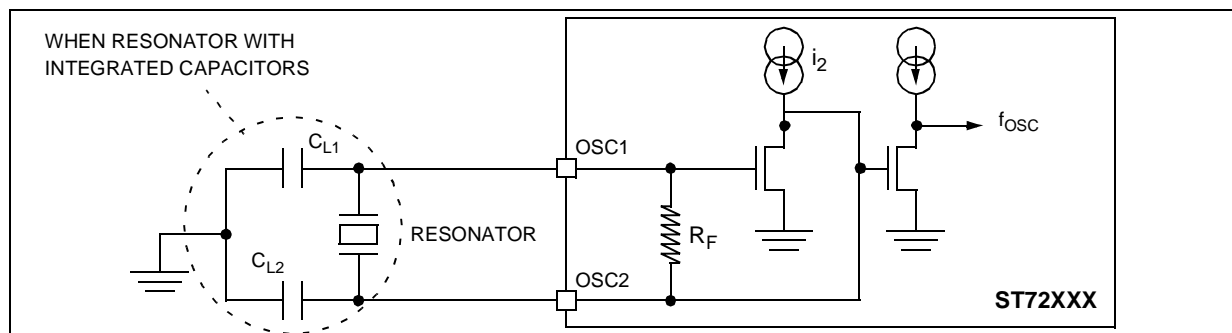 WHEN RESONATOR WITH
INTEGRATED CAPACITORS
i2
fOSC
CL1
OSC1
RESONATOR
RF
CL2
OSC2
ST72XXX